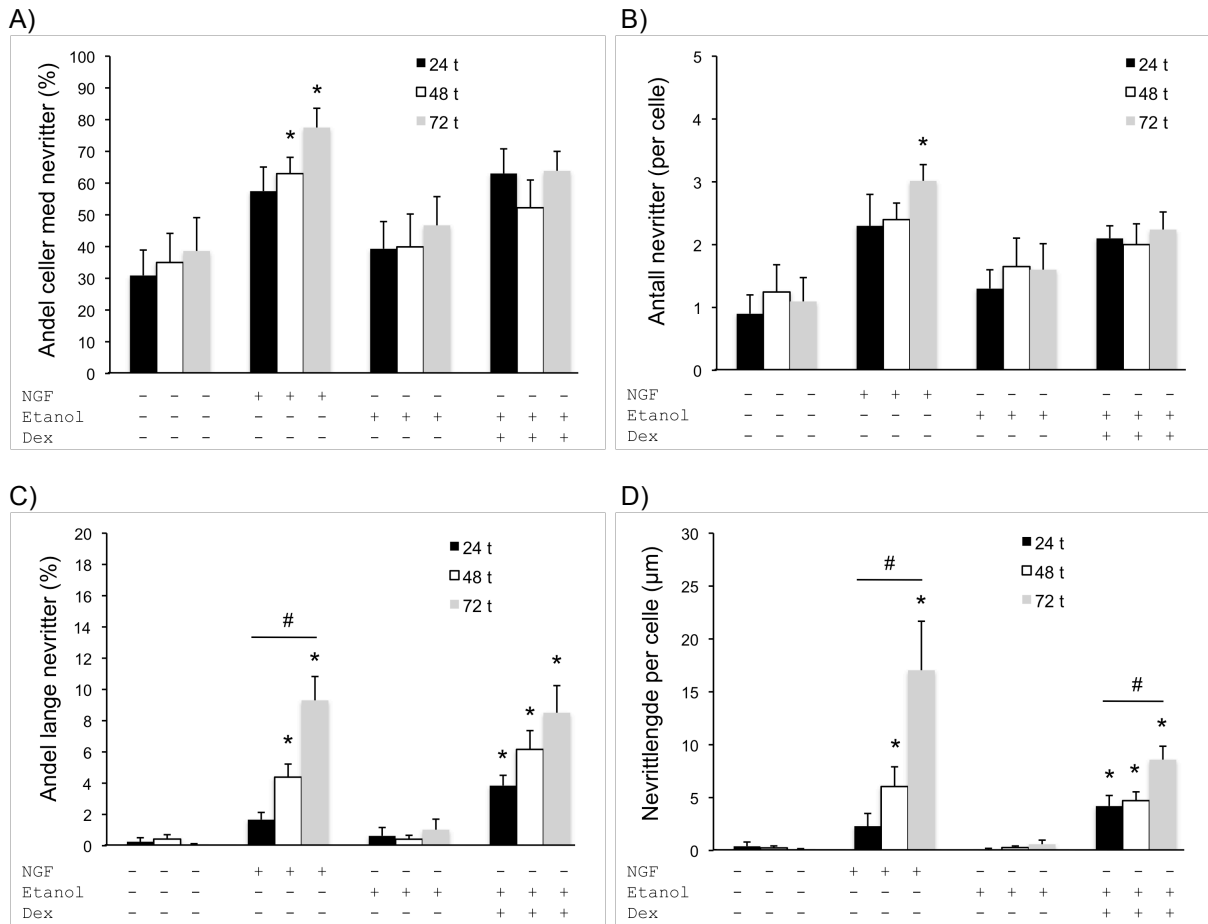 A)
Andel celler med nevritter (%)
100
90
80
70
60
50
40
30
20
10
0
24 t
48 t
72 t
* *
NGF – – – + + + – – – – – –
Etanol – – – – – – + + + + + +
Dex – – – – – – – – – + + +
B)
Antall nevritter (per celle)
5
4
3
2
1
0
24 t
48 t
72 t
*
NGF – – – + + + – – – – – –
Etanol – – – – – – + + + + + +
Dex – – – – – – – – – + + +
C)
Andel lange nevritter (%)
20
18
16
14
12
10
8
6
4
2
0
24 t
48 t
72 t
#
* * * * *
NGF – – – + + + – – – – – –
Etanol – – – – – – + + + + + +
Dex – – – – – – – – – + + +
D)
Nevrittlengde per celle (µm)
30
25
20
15
10
5
0
24 t
48 t
72 t
# #
* * * * *
NGF – – – + + + – – – – – –
Etanol – – – – – – + + + + + +
Dex – – – – – – – – – + + +